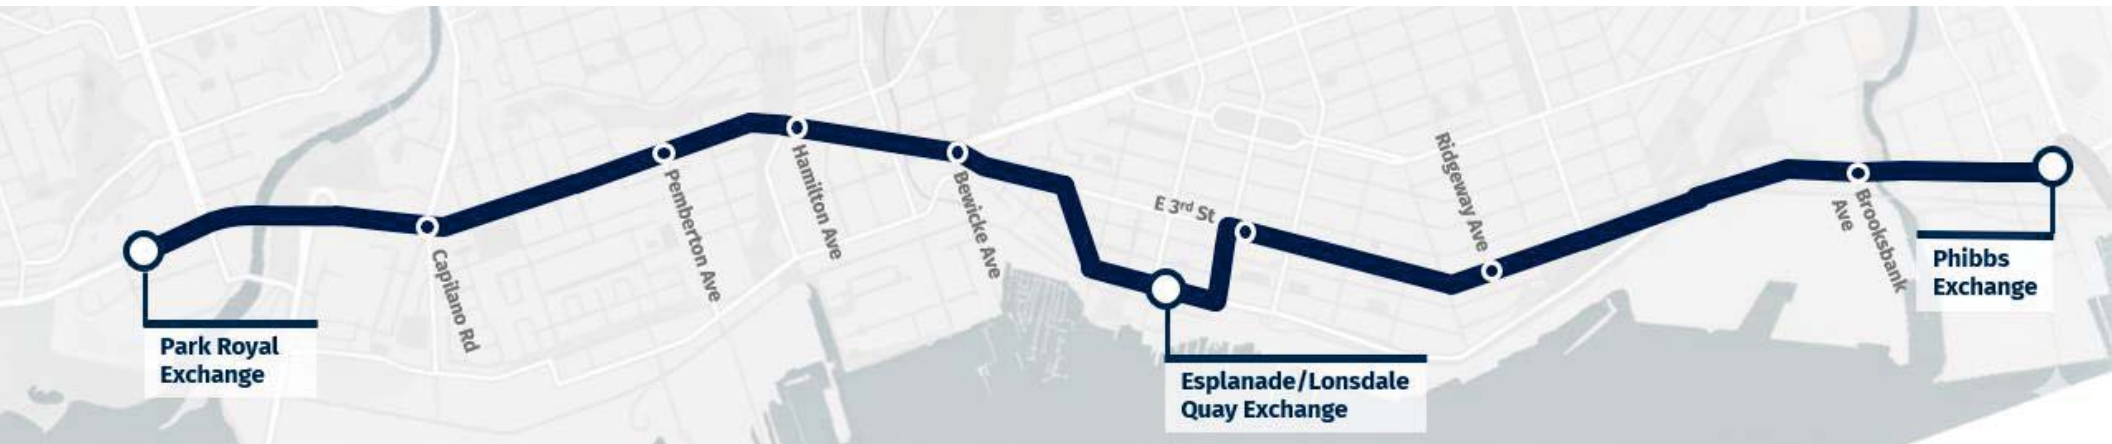 Park Royal
Exchange
Capilano Rd
Pemberton Ave
Hamilton Ave
Bewicke Ave
Esplanade/Lonsdale
Quay Exchange
E 3rd St
Ridgeway Ave
Brooksbank
Ave
Phibbs
Exchange